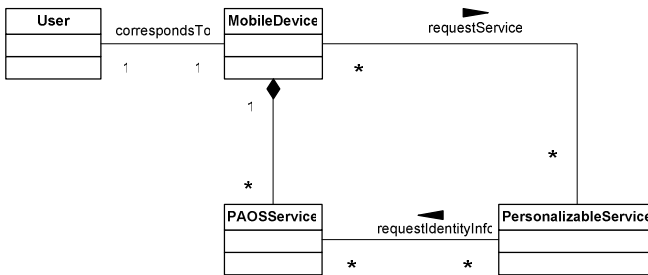 User
correspondsTo
MobileDevice
requestService
1
1
*
1
*
*
PAOSService
requestIdentityInfo
PersonalizableService
*
*